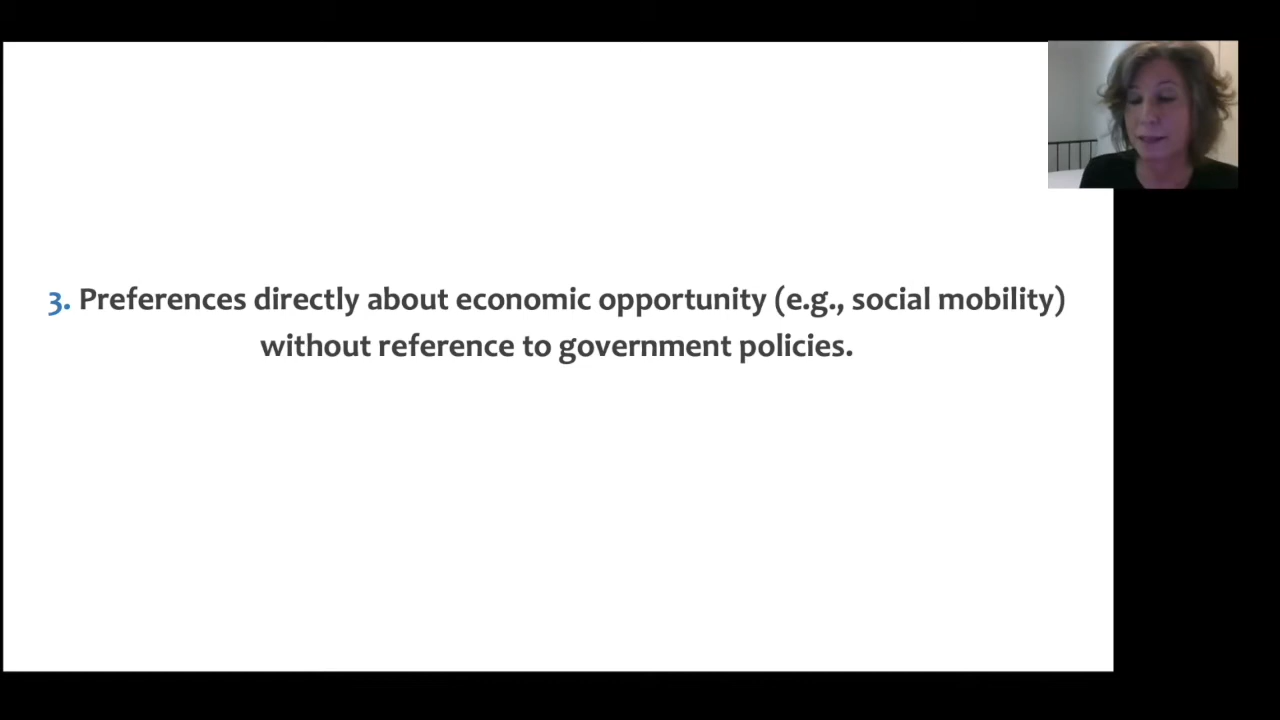 3. Preferences directly about economic opportunity (e.g., social mobility)
without reference to government policies.